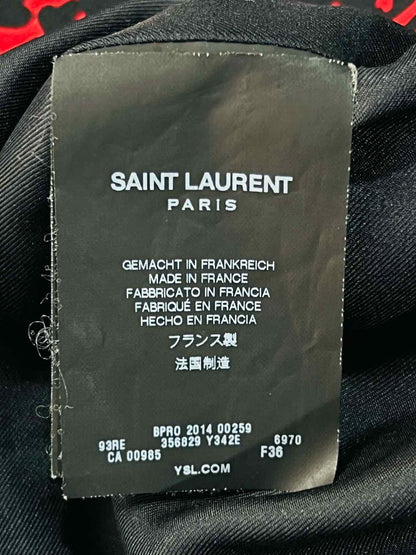 SAINT LAURENT
PARIS
GEMACHT IN FRANKREICH
MADE IN FRANCE
FABBRICATO IN FRANCIA
FABRIQUÉ EN FRANCE
HECHO EN FRANCIA
フランス製
法国制造
BPRO 2014 00259
93RE 356829 Y342E 6970
CA 00985 F36
YSL.COM